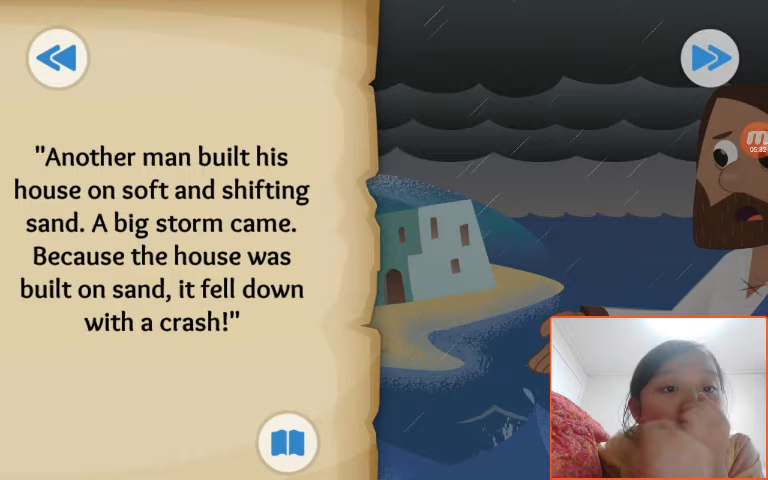 "Another man built his
house on soft and shifting
sand. A big storm came.
Because the house was
built on sand, it fell down
with a crash!"